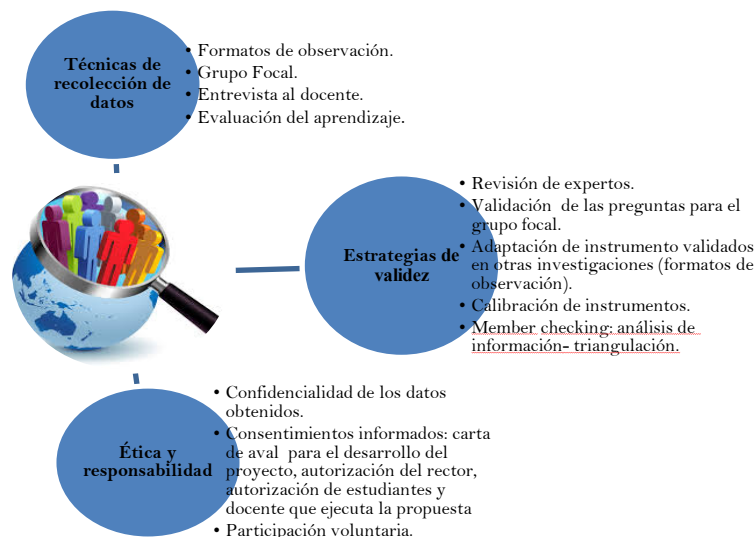 Técnicas de
recolección de
datos
• Formatos de observación.
• Grupo Focal.
• Entrevista al docente.
• Evaluación del aprendizaje.
Estrategias de
validez
• Revisión de expertos.
• Validación de las preguntas para el
grupo focal.
• Adaptación de instrumento validados
en otras investigaciones (formatos de
observación).
• Calibración de instrumentos.
• Member checking: análisis de
información- triangulación.
Ética y
responsabilidad
• Confidencialidad de los datos
obtenidos.
• Consentimientos informados: carta
de aval para el desarrollo del
proyecto, autorización del rector,
autorización de estudiantes y
docente que ejecuta la propuesta
• Participación voluntaria.